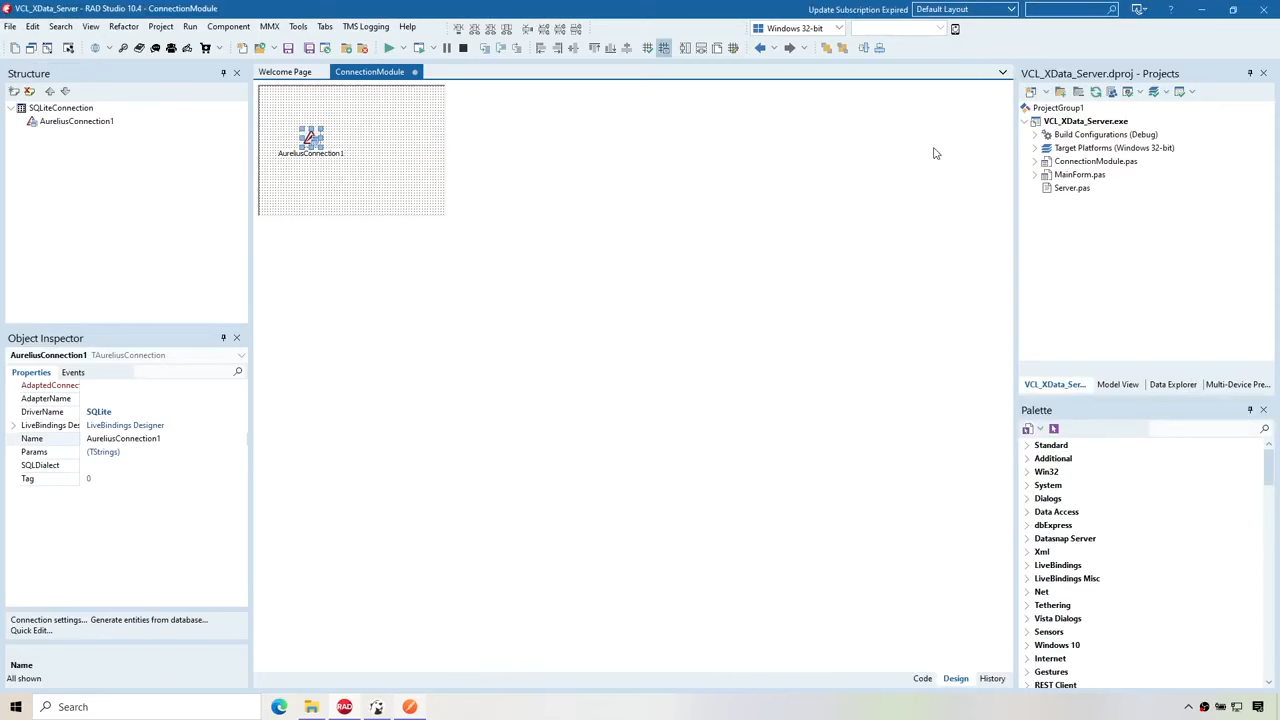 VCL_XData_Server - RAD Studio 10.4 - ConnectionModule
Update Subscription Expired
Default Layout
File Edit Search View Refactor Project Run Component MMX Tools Tabs TMS Logging Help
Windows 32-bit
Structure
SQLiteConnection
AureliusConnection1
Object Inspector
AureliusConnection1 TAureliusConnection
Properties Events
AdaptedConnec
AdapterName
DriverName SQLite
LiveBindings Des LiveBindings Designer
Name AureliusConnection1
Params (TStrings)
SQLDialect
Tag 0
Connection settings... Generate entities from database...
Quick Edit...
Name
All shown
Welcome Page ConnectionModule
AureliusConnection1
Code Design History
VCL_XData_Server.dproj - Projects
ProjectGroup1
VCL_XData_Server.exe
Build Configurations (Debug)
Target Platforms (Windows 32-bit)
ConnectionModule.pas
MainForm.pas
Server.pas
VCL_XData_Ser... Model View Data Explorer Multi-Device Pre...
Palette
Standard
Additional
Win32
System
Dialogs
Data Access
dbExpress
Datasnap Server
Xml
LiveBindings
LiveBindings Misc
Net
Tethering
Vista Dialogs
Sensors
Windows 10
Internet
Gestures
REST Client
Search
RAD